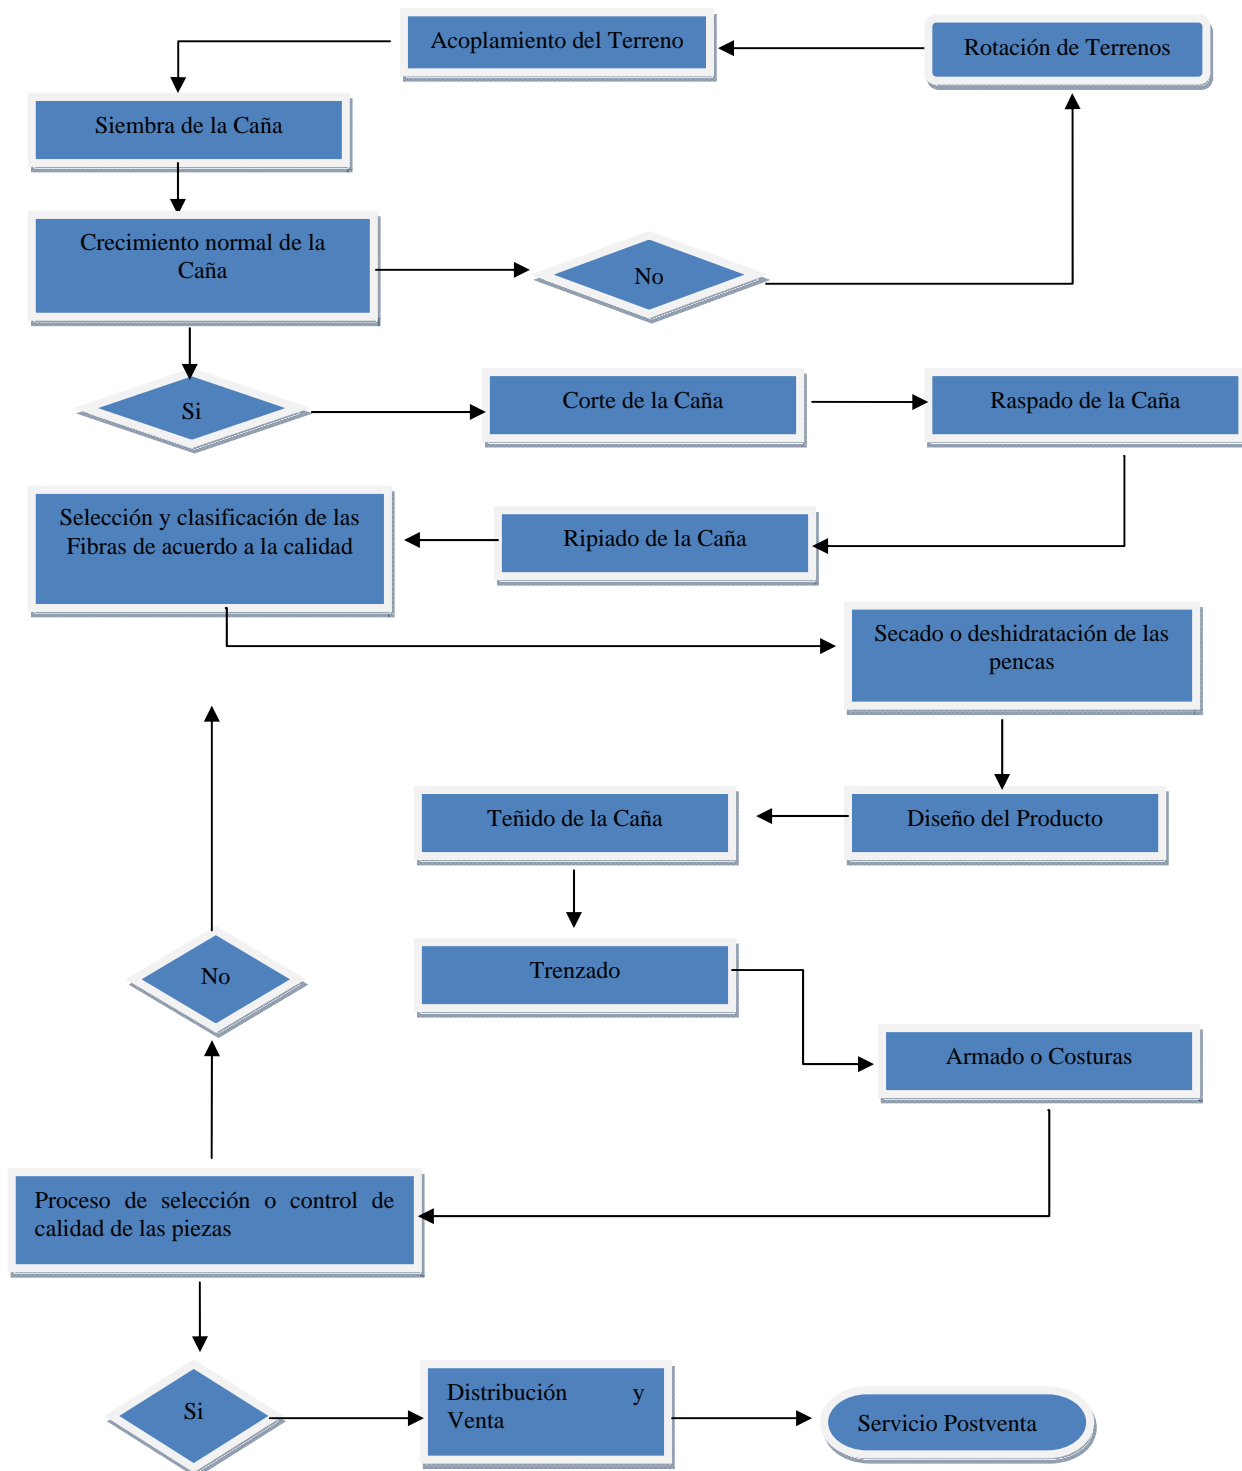 Acoplamiento del Terreno
Rotación de Terrenos
Siembra de la Caña
Crecimiento normal de la
Caña
No
Si
Corte de la Caña
Raspado de la Caña
Selección y clasificación de las
Fibras de acuerdo a la calidad
Ripiado de la Caña
Secado o deshidratación de las
pencas
Teñido de la Caña
Diseño del Producto
No
Trenzado
Armado o Costuras
Proceso de selección o control de
calidad de las piezas
Si
Distribución y
Venta
Servicio Postventa